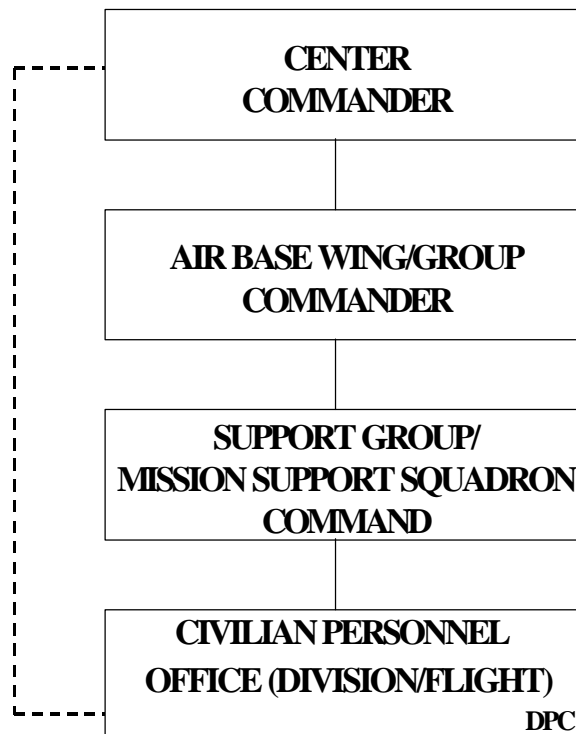 CENTER
COMMANDER
AIR BASE WING/GROUP
COMMANDER
SUPPORT GROUP/
MISSION SUPPORT SQUADRON
COMMAND
CIVILIAN PERSONNEL
OFFICE (DIVISION/FLIGHT)
DPC